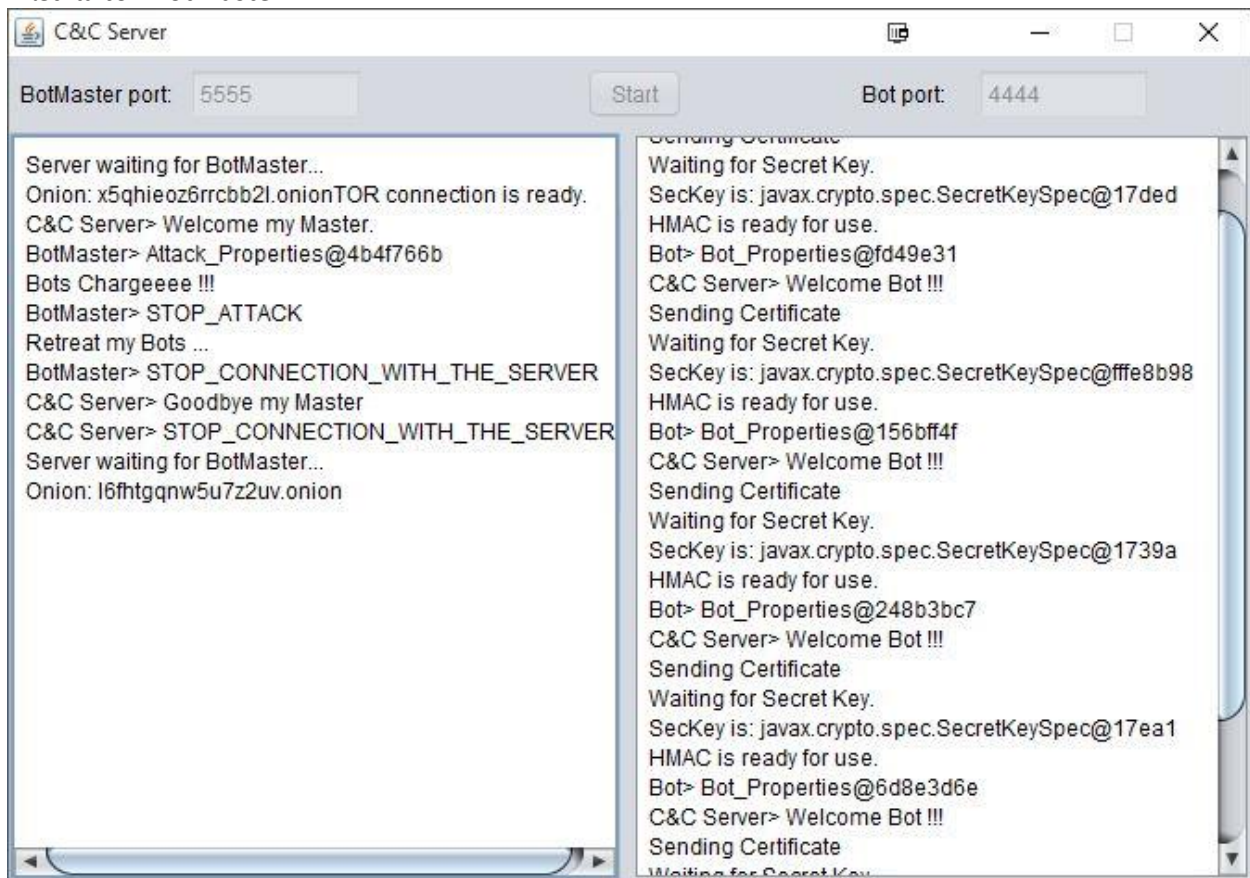 C&C Server
BotMaster port: 5555 Start Bot port: 4444
Server waiting for BotMaster...
Onion: x5qhieoz6rrcbb2l.onionTOR connection is ready.
C&C Server> Welcome my Master.
BotMaster> Attack_Properties@4b4f766b
Bots Chargeeee !!!
BotMaster> STOP_ATTACK
Retreat my Bots ...
BotMaster> STOP_CONNECTION_WITH_THE_SERVER
C&C Server> Goodbye my Master
C&C Server> STOP_CONNECTION_WITH_THE_SERVER
Server waiting for BotMaster...
Onion: l6fhtgqnw5u7z2uv.onion
Sending Certificate
Waiting for Secret Key.
SecKey is: javax.crypto.spec.SecretKeySpec@17ded
HMAC is ready for use.
Bot> Bot_Properties@fd49e31
C&C Server> Welcome Bot !!!
Sending Certificate
Waiting for Secret Key.
SecKey is: javax.crypto.spec.SecretKeySpec@fffe8b98
HMAC is ready for use.
Bot> Bot_Properties@156bff4f
C&C Server> Welcome Bot !!!
Sending Certificate
Waiting for Secret Key.
SecKey is: javax.crypto.spec.SecretKeySpec@1739a
HMAC is ready for use.
Bot> Bot_Properties@248b3bc7
C&C Server> Welcome Bot !!!
Sending Certificate
Waiting for Secret Key.
SecKey is: javax.crypto.spec.SecretKeySpec@17ea1
HMAC is ready for use.
Bot> Bot_Properties@6d8e3d6e
C&C Server> Welcome Bot !!!
Sending Certificate
Waiting for Secret Key